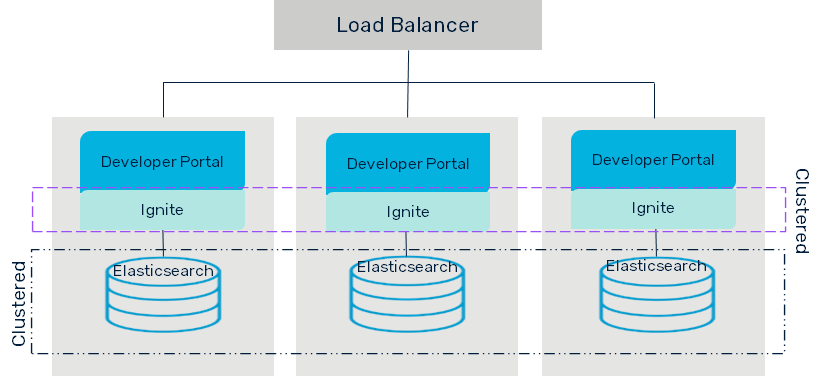 Load Balancer
Developer Portal
Developer Portal
Developer Portal
Ignite
Ignite
Ignite
Clustered
Elasticsearch
Elasticsearch
Elasticsearch
Clustered